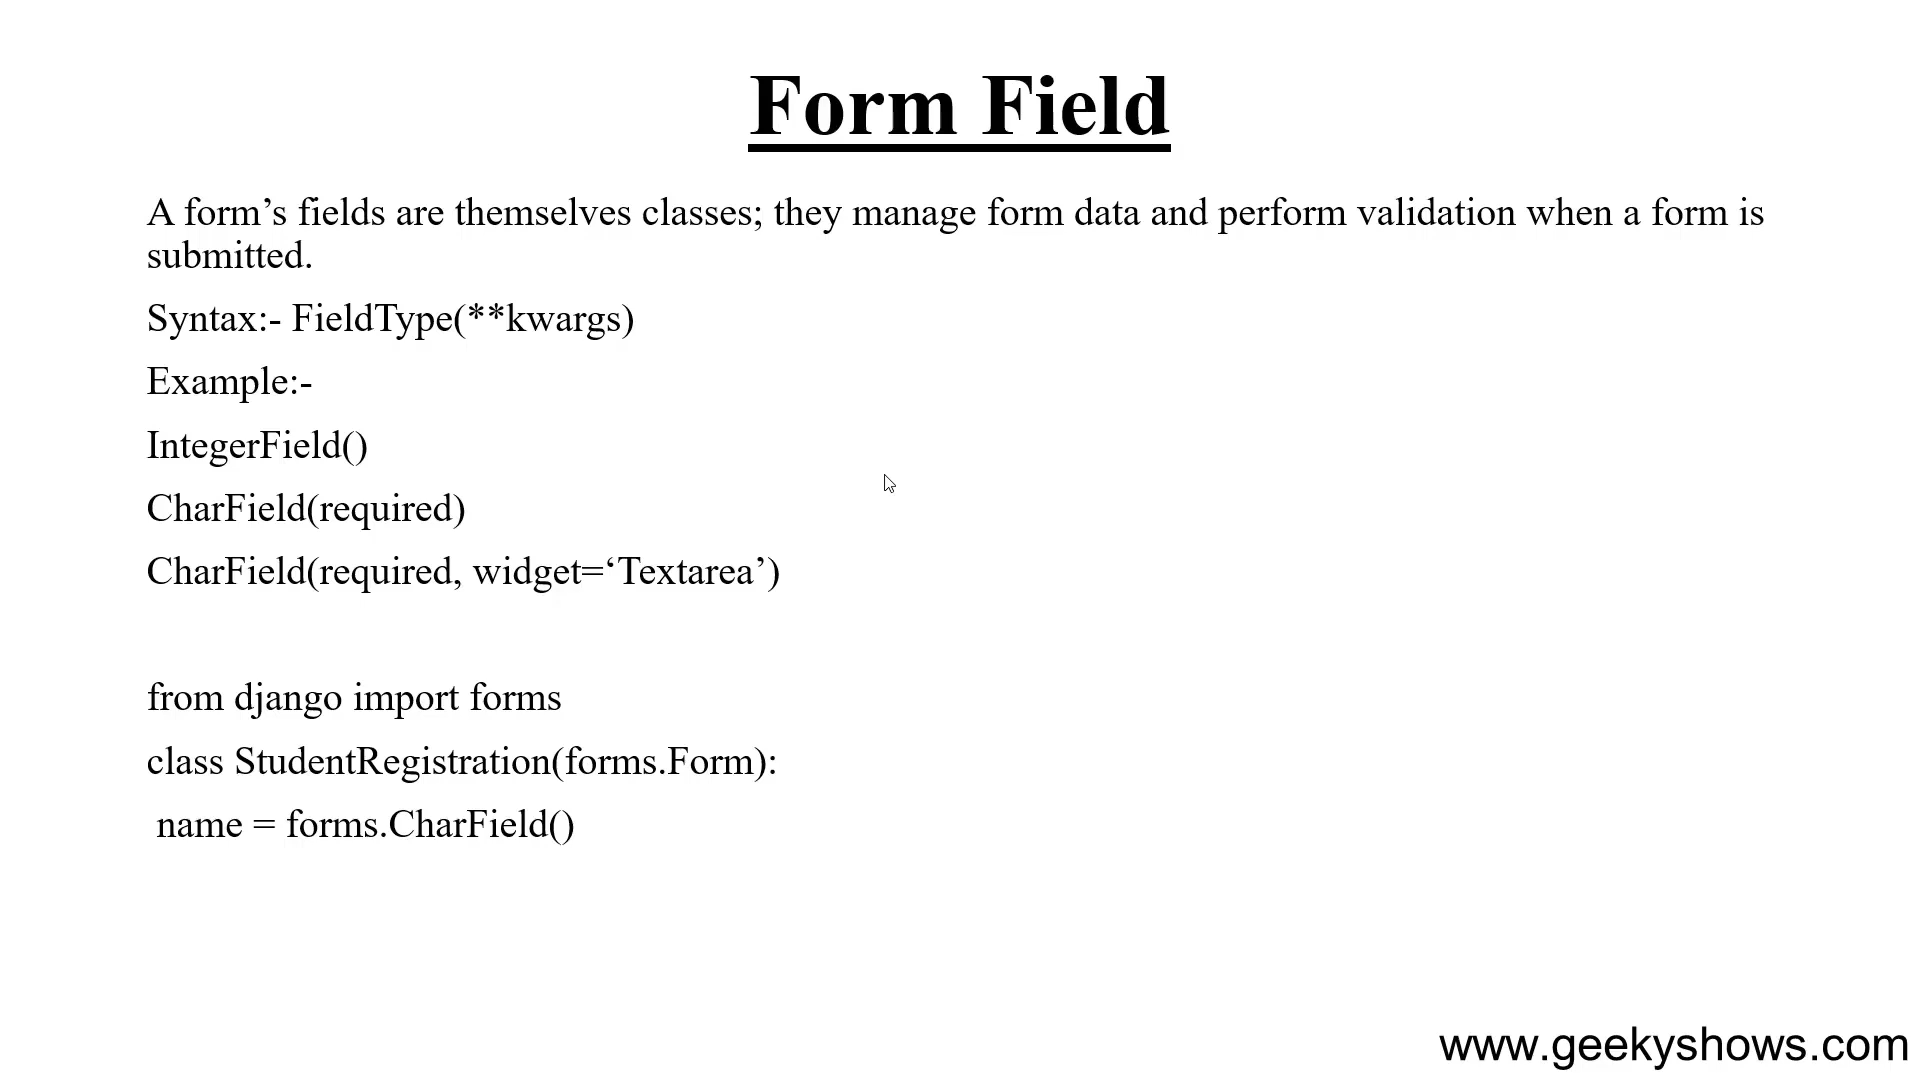 Form Field
A form’s fields are themselves classes; they manage form data and perform validation when a form is
submitted.
Syntax:- FieldType(**kwargs)
Example:-
IntegerField()
CharField(required)
CharField(required, widget=‘Textarea’)
from django import forms
class StudentRegistration(forms.Form):
name = forms.CharField()
www.geekyshows.com